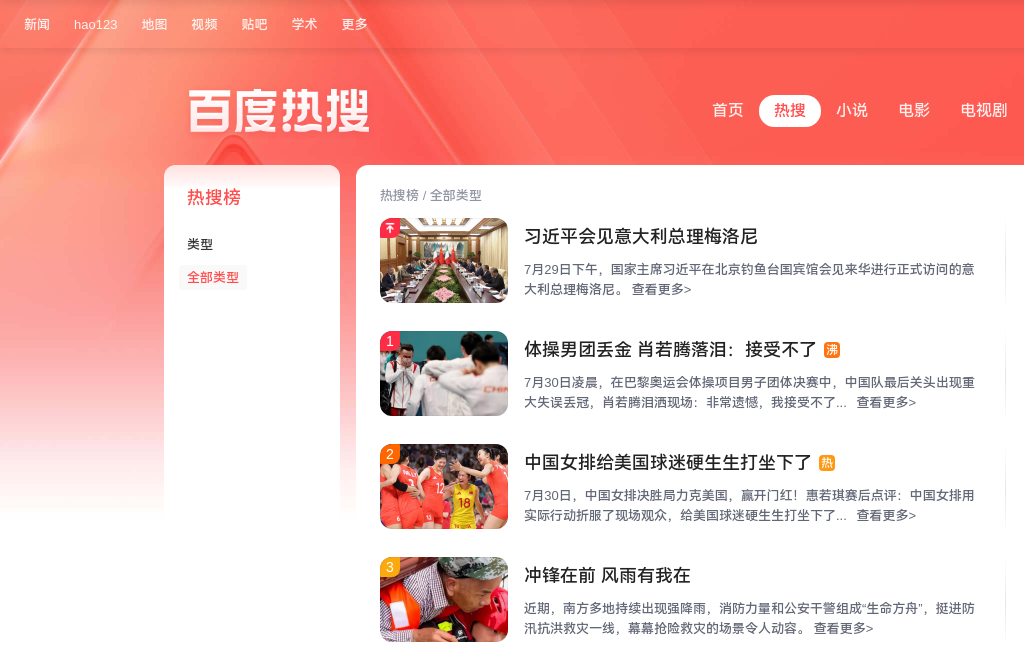 新闻 hao123 地图 视频 贴吧 学术 更多
百度热搜
首页 热搜 小说 电影 电视剧
热搜榜
类型
全部类型
热搜榜 / 全部类型
习近平会见意大利总理梅洛尼
7月29日下午，国家主席习近平在北京钓鱼台国宾馆会见来华进行正式访问的意
大利总理梅洛尼。 查看更多>
1
体操男团丢金 肖若腾落泪：接受不了 沸
7月30日凌晨，在巴黎奥运会体操项目男子团体决赛中，中国队最后关头出现重
大失误丢冠，肖若腾泪洒现场：非常遗憾，我接受不了... 查看更多>
2
中国女排给美国球迷硬生生打坐下了 热
7月30日，中国女排决胜局力克美国，赢开门红！惠若琪赛后点评：中国女排用
实际行动折服了现场观众，给美国球迷硬生生打坐下了... 查看更多>
12
18
3
冲锋在前 风雨有我在
近期，南方多地持续出现强降雨，消防力量和公安干警组成“生命方舟”，挺进防
汛抗洪救灾一线，幕幕抢险救灾的场景令人动容。 查看更多>